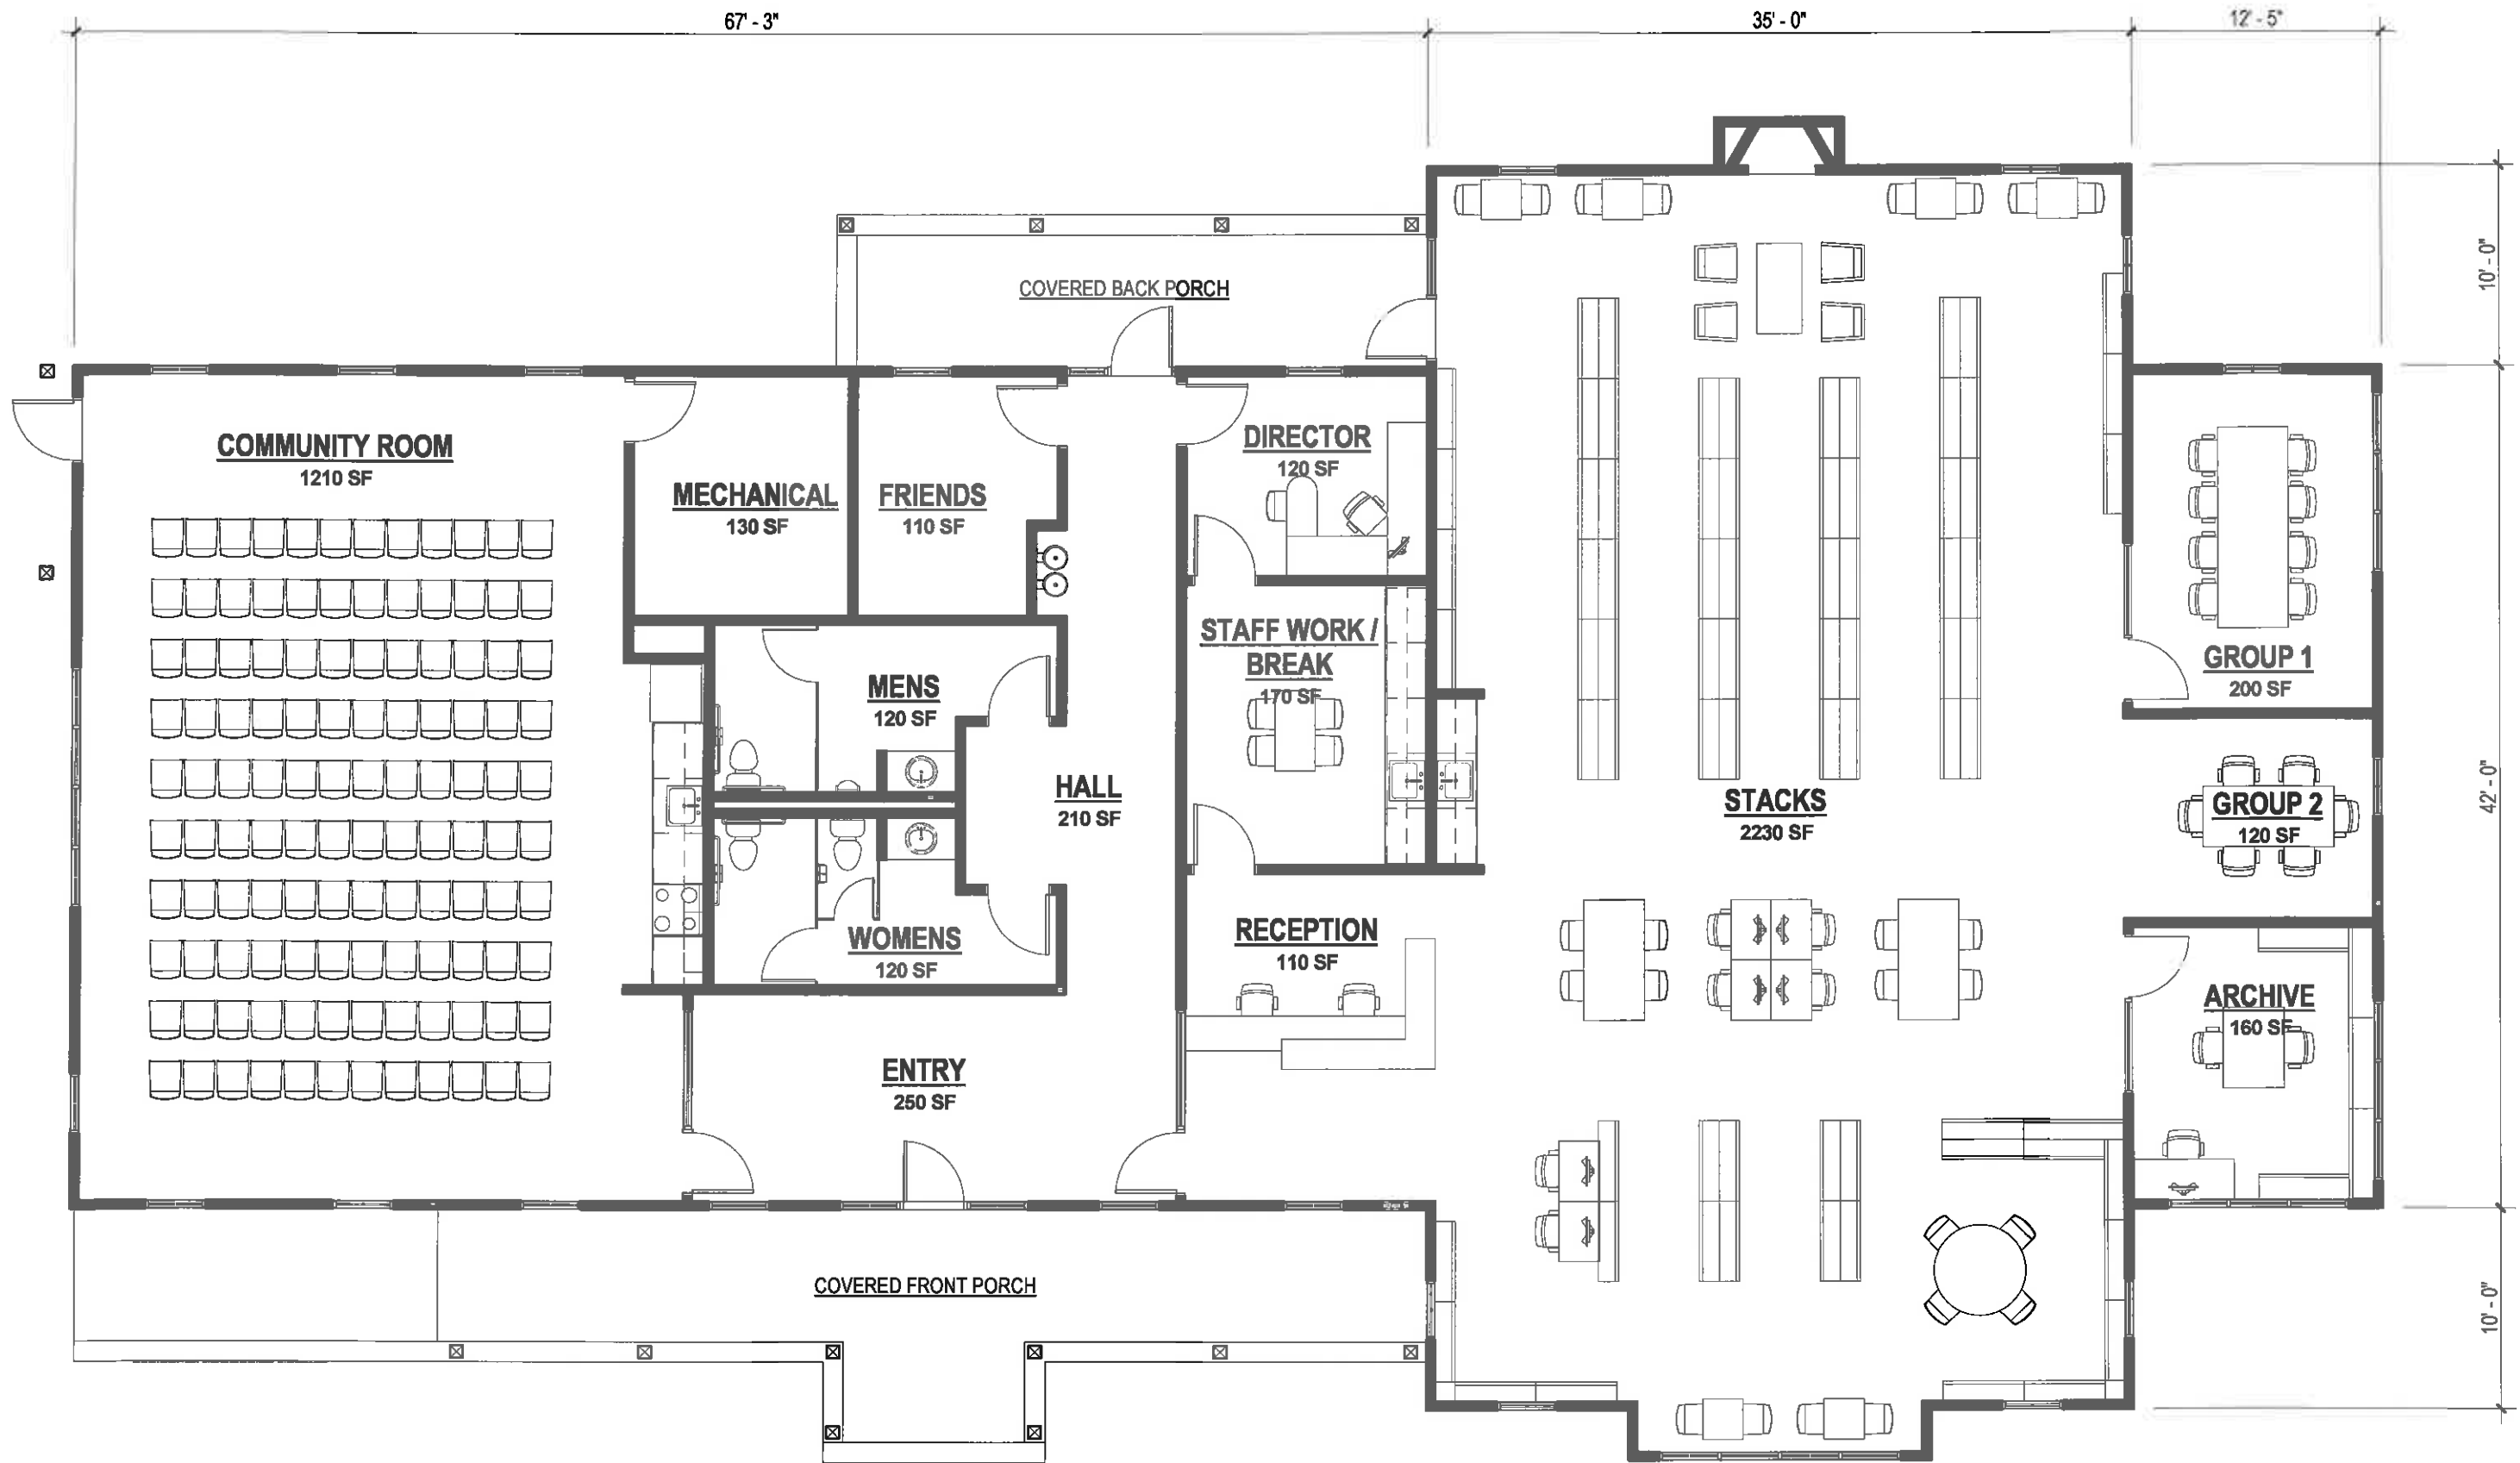 67' - 3"
35' - 0"
12' - 5"
10' - 0"
COVERED BACK PORCH
COMMUNITY ROOM
1210 SF
MECHANICAL
130 SF
FRIENDS
110 SF
DIRECTOR
120 SF
STAFF WORK /
BREAK
170 SF
GROUP 1
200 SF
MENS
120 SF
HALL
210 SF
STACKS
2230 SF
GROUP 2
120 SF
42' - 0"
WOMENS
120 SF
RECEPTION
110 SF
ARCHIVE
160 SF
ENTRY
250 SF
COVERED FRONT PORCH
10' - 0"